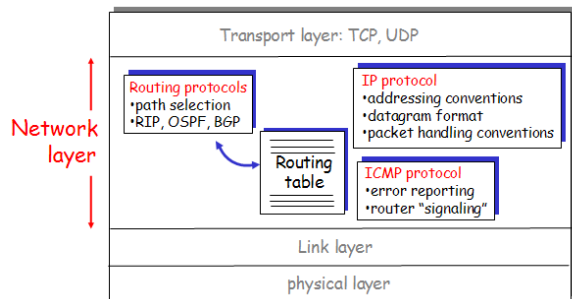 Transport layer: TCP, UDP
Network
layer
Routing protocols
•path selection
•RIP, OSPF, BGP
IP protocol
•addressing conventions
•datagram format
•packet handling conventions
Routing
table
ICMP protocol
•error reporting
•router “signaling”
Link layer
physical layer